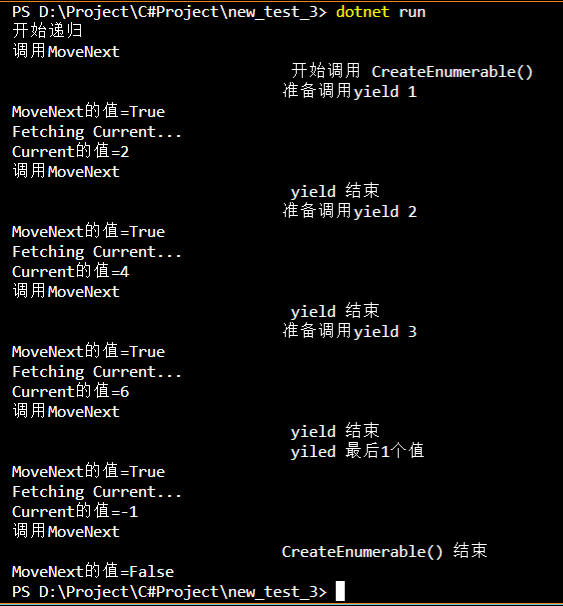 PS D:\Project\C#Project\new_test_3> dotnet run
开始递归
调用MoveNext
开始调用 CreateEnumerable()
准备调用yield 1
MoveNext的值=True
Fetching Current...
Current的值=2
调用MoveNext
yield 结束
准备调用yield 2
MoveNext的值=True
Fetching Current...
Current的值=4
调用MoveNext
yield 结束
准备调用yield 3
MoveNext的值=True
Fetching Current...
Current的值=6
调用MoveNext
yield 结束
yiled 最后1个值
MoveNext的值=True
Fetching Current...
Current的值=-1
调用MoveNext
CreateEnumerable() 结束
MoveNext的值=False
PS D:\Project\C#Project\new_test_3>